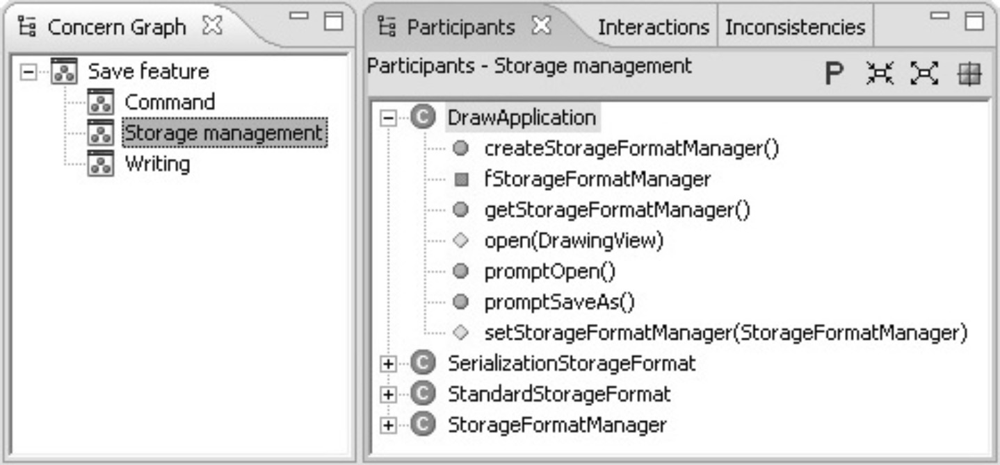 Concern Graph
Save feature
Command
Storage management
Writing
Participants Interactions Inconsistencies
Participants - Storage management P
C DrawApplication
createStorageFormatManager()
fStorageFormatManager
getStorageFormatManager()
open(DrawingView)
promptOpen()
promptSaveAs()
setStorageFormatManager(StorageFormatManager)
C SerializationStorageFormat
C StandardStorageFormat
C StorageFormatManager